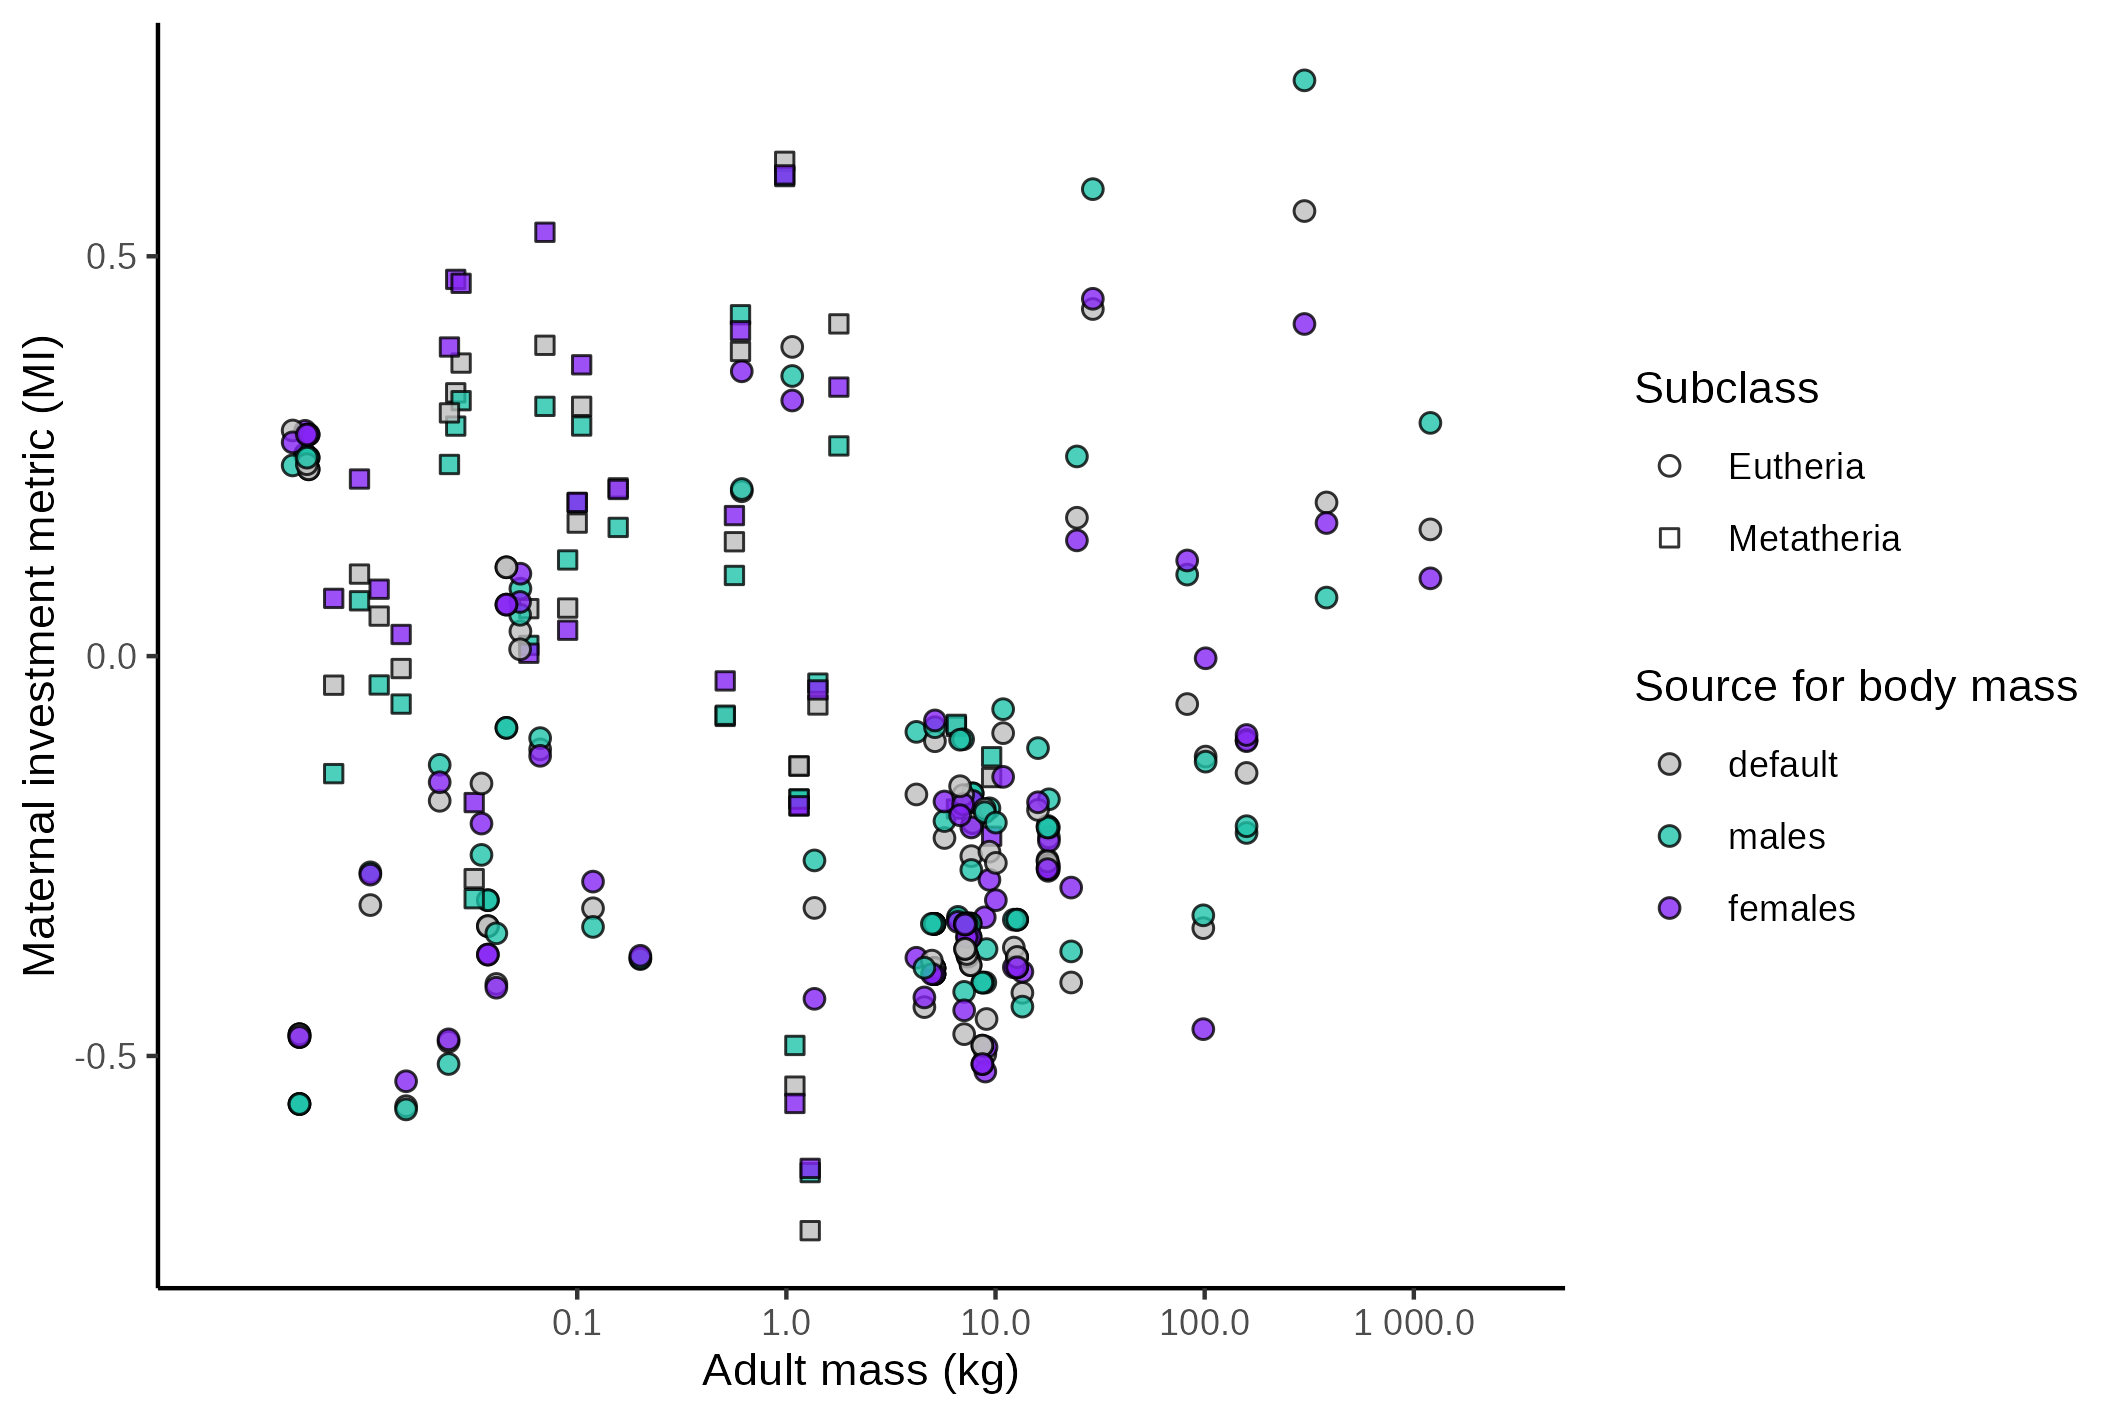 Maternal investment metric (MI)
0.5
0.0
-0.5
0.1
1.0
10.0
100.0
1 000.0
Adult mass (kg)
Subclass
Eutheria
Metatheria
Source for body mass
default
males
females